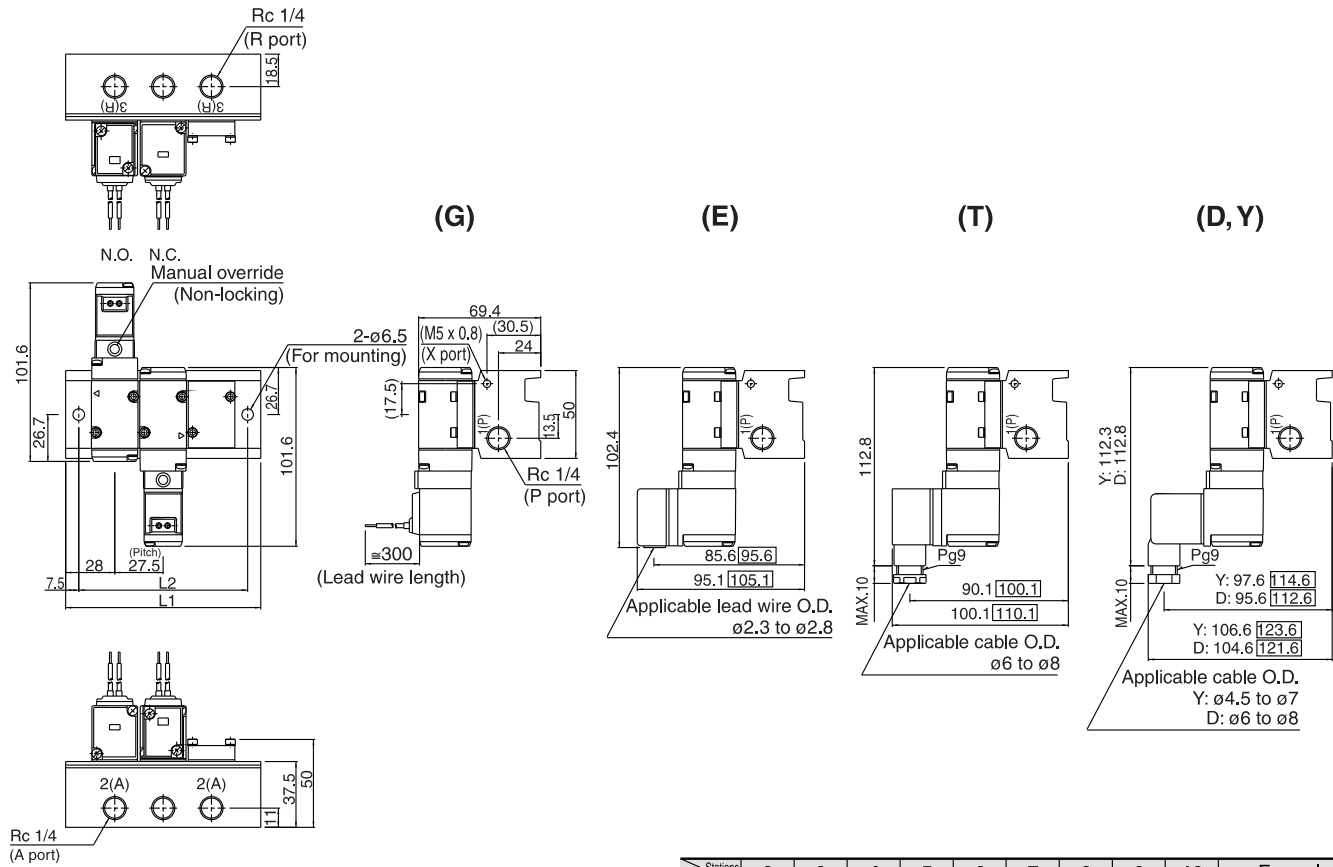 Rc 1/4
(R port)
18.5
3(R)
3(R)
N.O.
N.C.
Manual override
(Non-locking)
2-ø6.5
(For mounting)
101.6
26.7
26.7
101.6
(Pitch)
28
27.5
7.5
L2
L1
2(A)
2(A)
11
37.5
50
Rc 1/4
(A port)
(G)
69.4
(30.5)
(M5 x 0.8)
24
(X port)
(17.5)
1(P)
13.5
50
Rc 1/4
(P port)
≅300
(Lead wire length)
(E)
102.4
1(P)
85.6 95.6
95.1 105.1
Applicable lead wire O.D.
ø2.3 to ø2.8
(T)
112.8
1(P)
Pg9
MAX.10
90.1 100.1
100.1 110.1
Applicable cable O.D.
ø6 to ø8
(D, Y)
Y: 112.3
D: 112.8
1(P)
Pg9
MAX.10
Y: 97.6 114.6
D: 95.6 112.6
Y: 106.6 123.6
D: 104.6 121.6
Applicable cable O.D.
Y: ø4.5 to ø7
D: ø6 to ø8
Stations